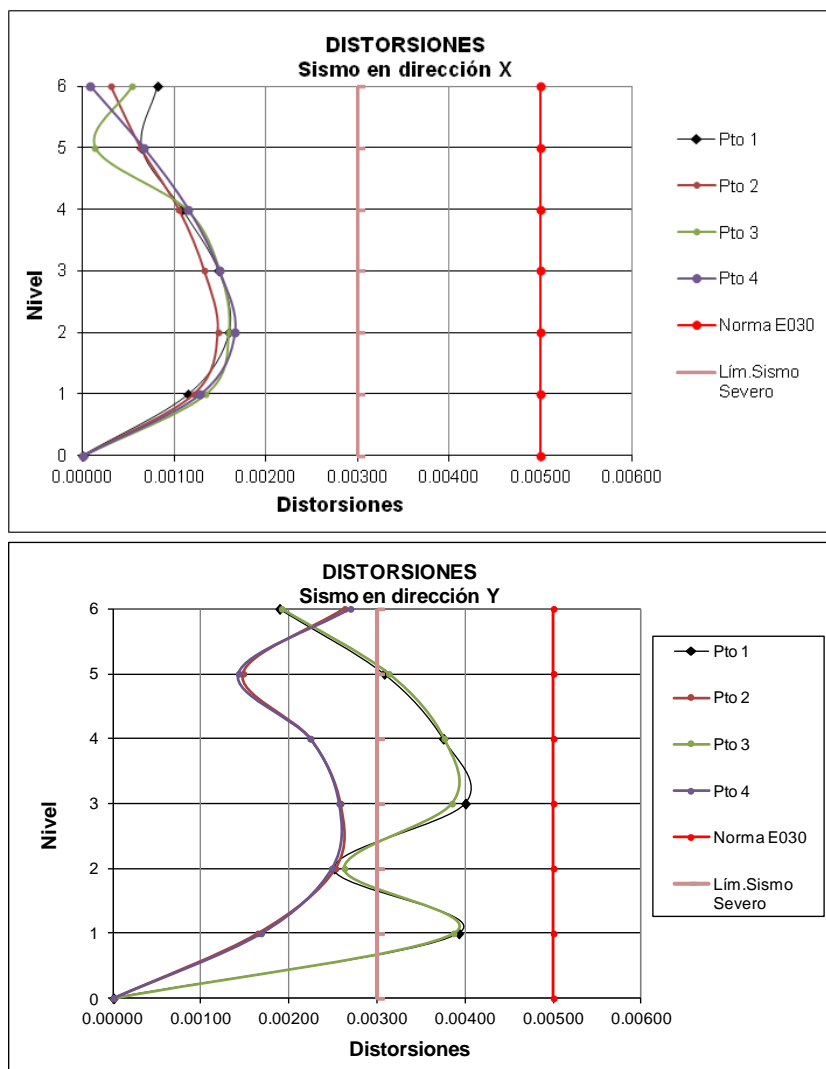 DISTORSIONES
Sismo en dirección X
6
5
4
3
2
1
0
Nivel
0.00000 0.00100 0.00200 0.00300 0.00400 0.00500 0.00600
Distorsiones
Pto 1
Pto 2
Pto 3
Pto 4
Norma E030
Lím.Sismo
Severo
DISTORSIONES
Sismo en dirección Y
6
5
4
3
2
1
0
Nivel
0.00000 0.00100 0.00200 0.00300 0.00400 0.00500 0.00600
Distorsiones
Pto 1
Pto 2
Pto 3
Pto 4
Norma E030
Lím.Sismo
Severo